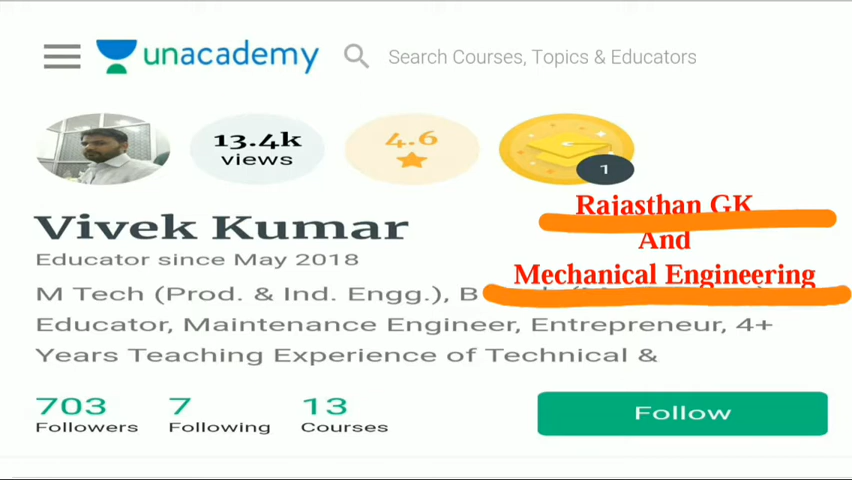 unacademy
Search Courses, Topics & Educators
13.4k
views
4.6
1
Rajasthan GK
And
Mechanical Engineering
Vivek Kumar
Educator since May 2018
M Tech (Prod. & Ind. Engg.), B
Educator, Maintenance Engineer, Entrepreneur, 4+
Years Teaching Experience of Technical &
703
Followers
7
Following
13
Courses
Follow